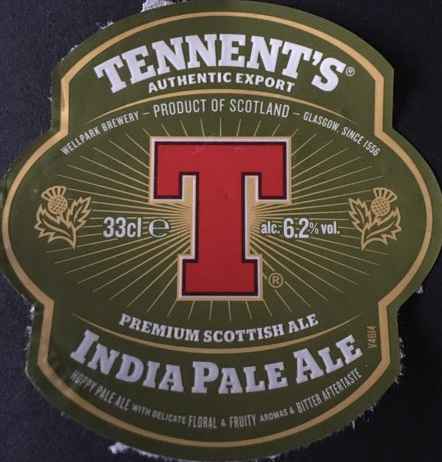 TENNENT'S®
AUTHENTIC EXPORT
WELLPARK BREWERY – PRODUCT OF SCOTLAND – GLASGOW, SINCE 1556
T®
33cl e alc. 6.2% vol.
PREMIUM SCOTTISH ALE
INDIA PALE ALE
HOPPY PALE ALE WITH DELICATE FLORAL & FRUITY AROMAS & BITTER AFTERTASTE
V4614